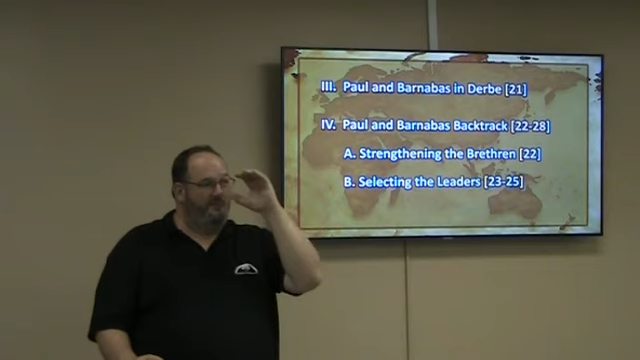 III. Paul and Barnabas in Derbe [21]
IV. Paul and Barnabas Backtrack [22-28]
A. Strengthening the Brethren [22]
B. Selecting the Leaders [23-25]